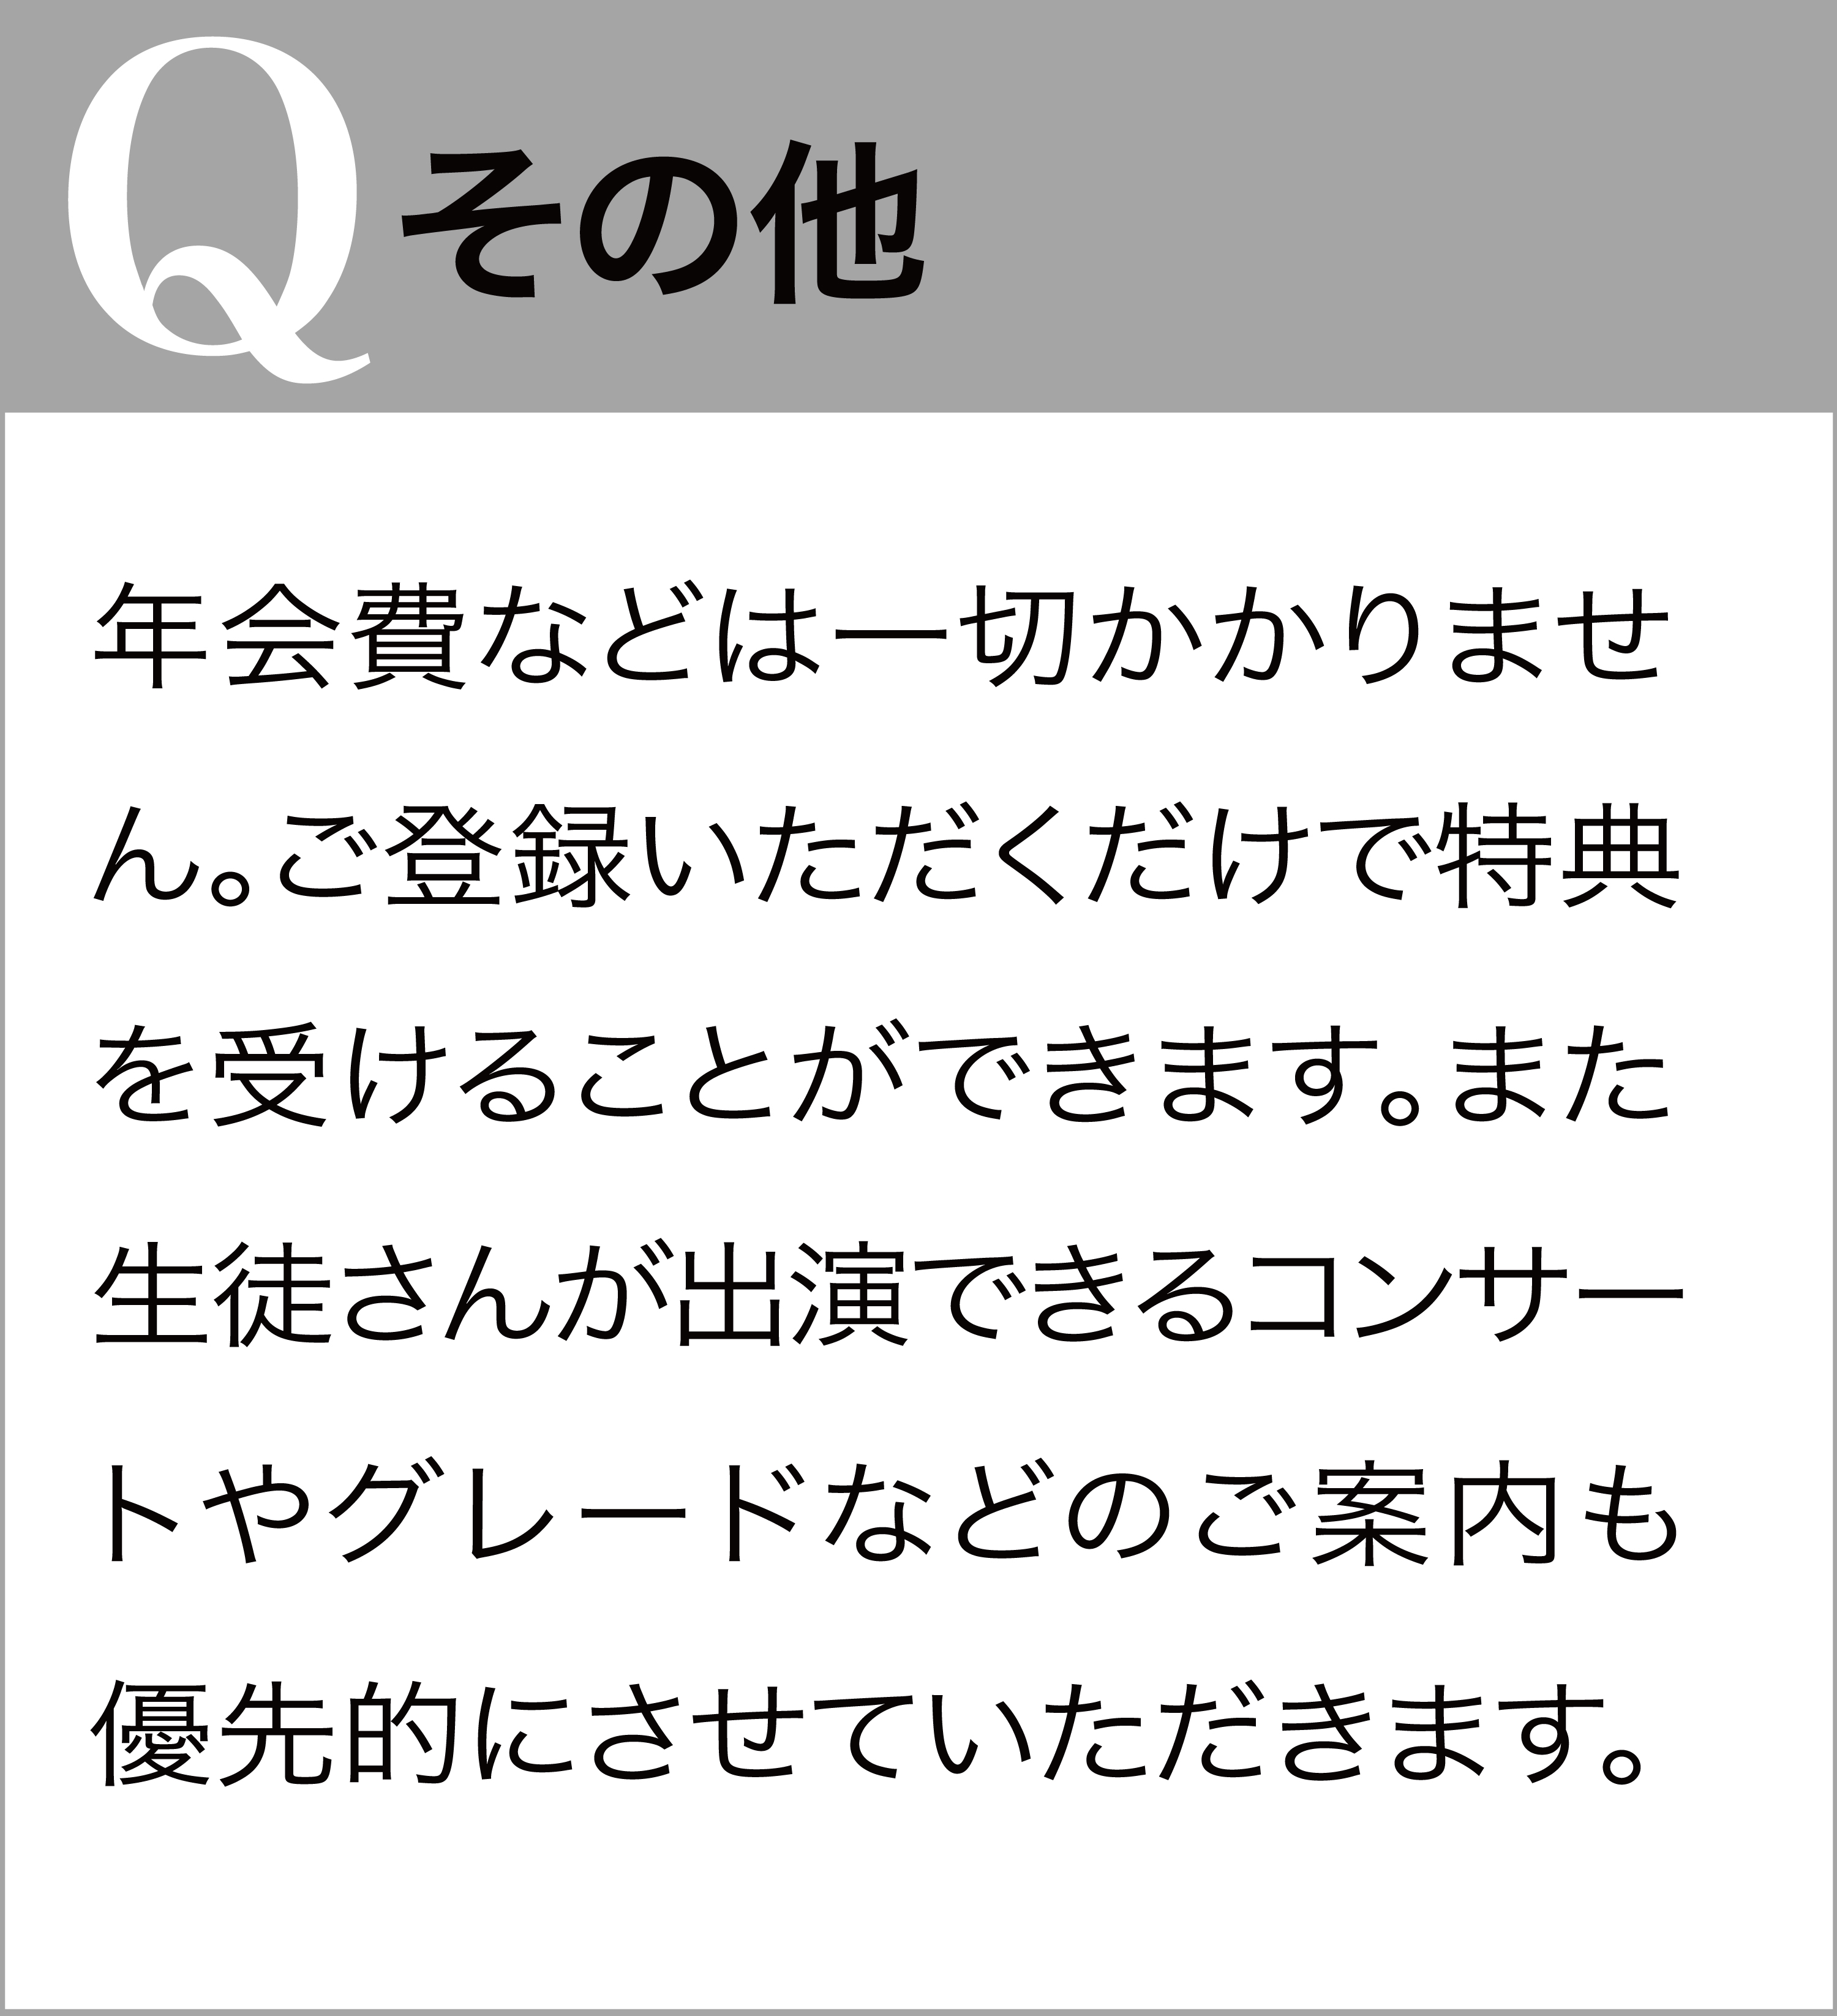 Q その他
年会費などは一切かかりませ
ん。ご登録いただくだけで特典
を受けることができます。また
生徒さんが出演できるコンサー
トやグレードなどのご案内も
優先的にさせていただきます。